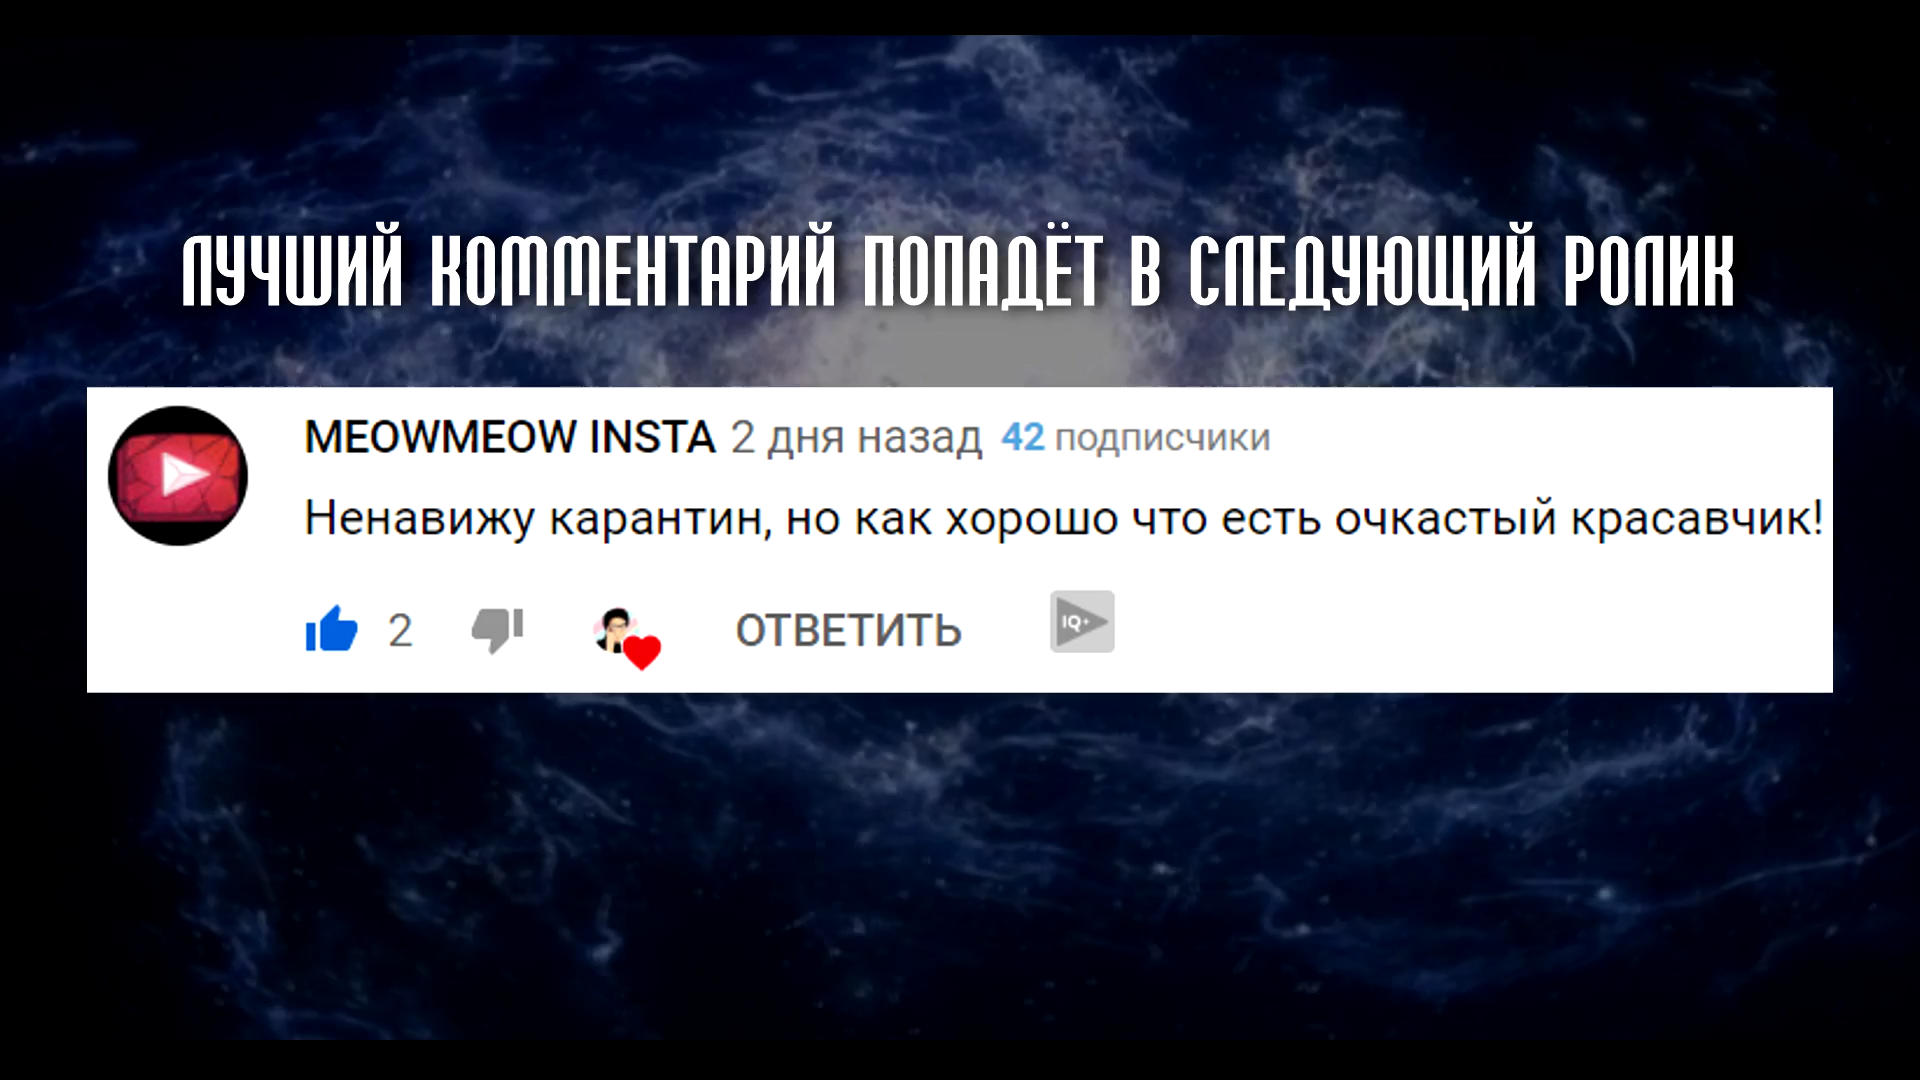 ЛУЧШИЙ КОММЕНТАРИЙ ПОПАДЁТ В СЛЕДУЮЩИЙ РОЛИК
MEOWMEOW INSTA 2 дня назад 42 подписчики
Ненавижу карантин, но как хорошо что есть очкастый красавчик!
2 ОТВЕТИТЬ IQ+